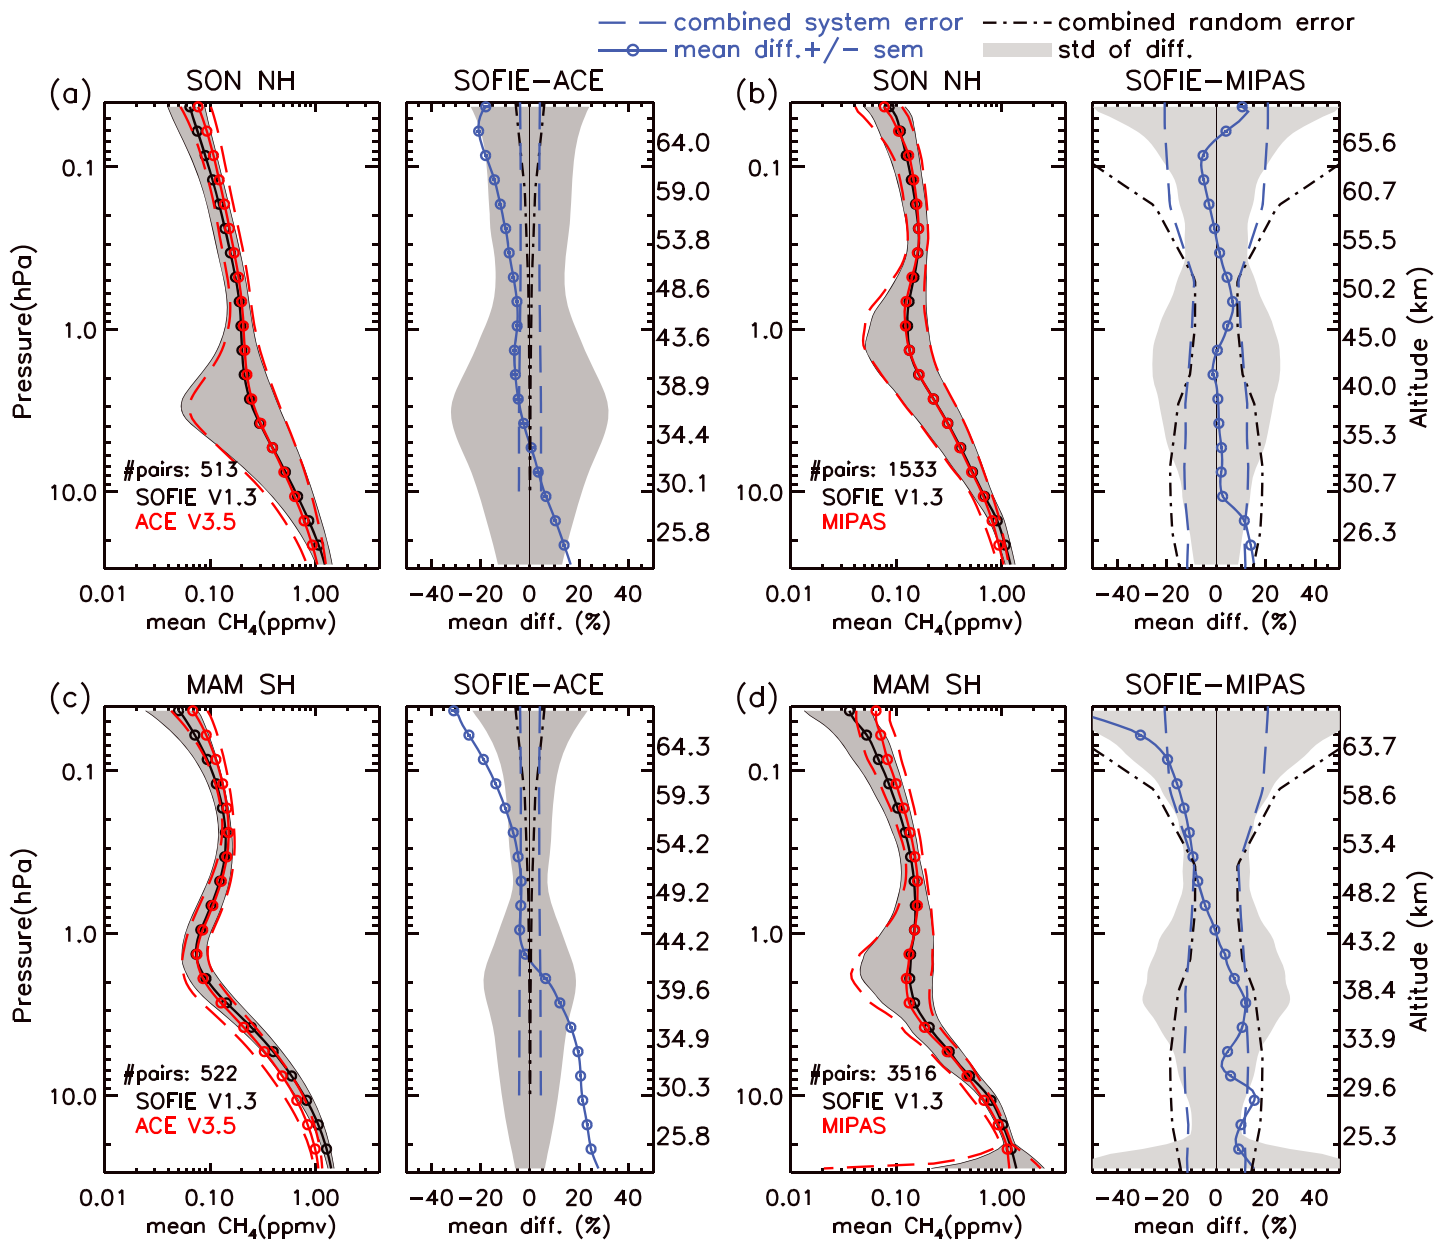 combined system error
combined random error
mean diff.+/− sem
std of diff.
(a)
SON NH
SOFIE−ACE
(b)
SON NH
SOFIE−MIPAS
Pressure(hPa)
0.1
1.0
10.0
#pairs: 513
SOFIE V1.3
ACE V3.5
0.01
0.10
1.00
mean CH₄(ppmv)
64.0
59.0
53.8
48.6
43.6
38.9
34.4
30.1
25.8
−40−20 0 20 40
mean diff. (%)
0.1
1.0
10.0
#pairs: 1533
SOFIE V1.3
MIPAS
0.01
0.10
1.00
mean CH₄(ppmv)
65.6
60.7
55.5
50.2
45.0
40.0
35.3
30.7
26.3
Altitude (km)
−40−20 0 20 40
mean diff. (%)
(c)
MAM SH
SOFIE−ACE
(d)
MAM SH
SOFIE−MIPAS
Pressure(hPa)
0.1
1.0
10.0
#pairs: 522
SOFIE V1.3
ACE V3.5
0.01
0.10
1.00
mean CH₄(ppmv)
64.3
59.3
54.2
49.2
44.2
39.6
34.9
30.3
25.8
−40−20 0 20 40
mean diff. (%)
0.1
1.0
10.0
#pairs: 3516
SOFIE V1.3
MIPAS
0.01
0.10
1.00
mean CH₄(ppmv)
63.7
58.6
53.4
48.2
43.2
38.4
33.9
29.6
25.3
Altitude (km)
−40−20 0 20 40
mean diff. (%)